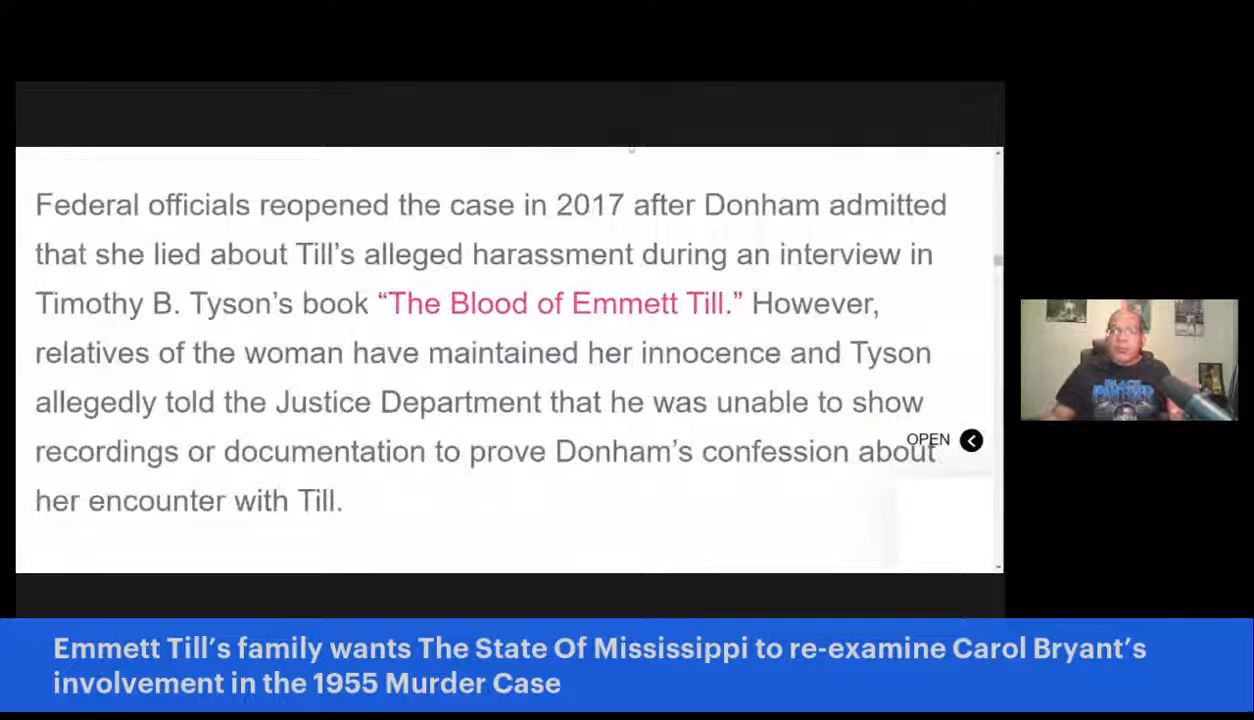 Federal officials reopened the case in 2017 after Donham admitted
that she lied about Till’s alleged harassment during an interview in
Timothy B. Tyson’s book “The Blood of Emmett Till.” However,
relatives of the woman have maintained her innocence and Tyson
allegedly told the Justice Department that he was unable to show
recordings or documentation to prove Donham’s confession about
her encounter with Till.
OPEN
BLACK
PANTHER
Emmett Till’s family wants The State Of Mississippi to re-examine Carol Bryant’s
involvement in the 1955 Murder Case